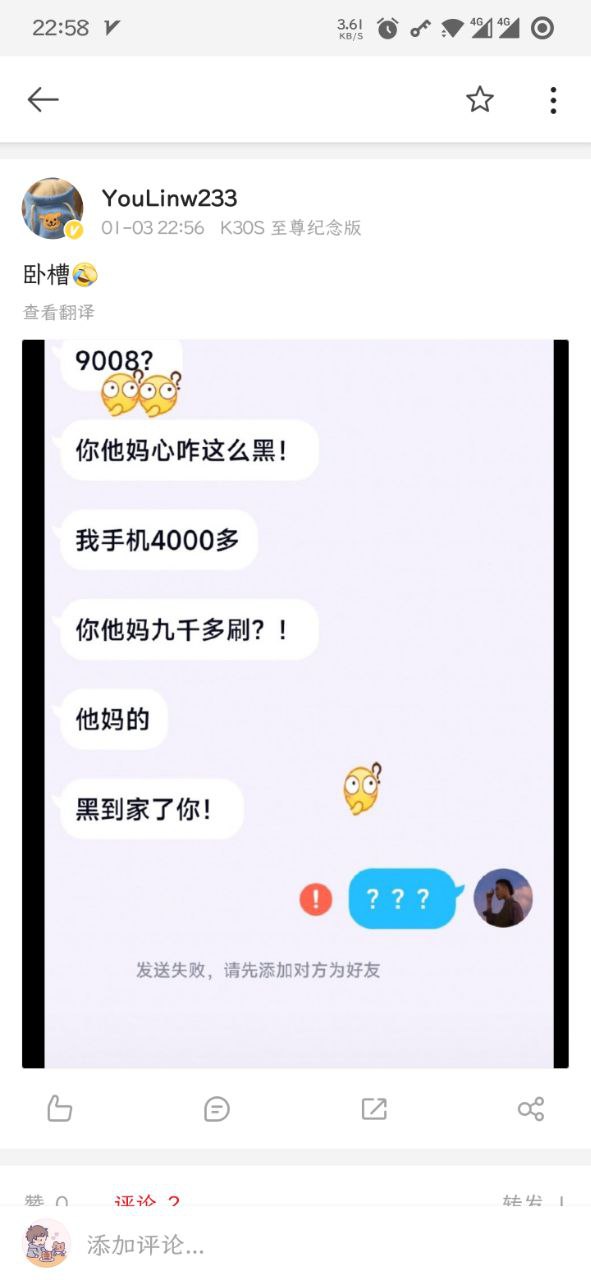 22:58
3.61
KB/S
4G
4G
YouLinw233
01-03 22:56 K30S 至尊纪念版
卧槽🤣
查看翻译
9008?
你他妈心咋这么黑!
我手机4000多
你他妈九千多刷?!
他妈的
黑到家了你!
???
发送失败,请先添加对方为好友
赞 0 评论 2 转发 1
添加评论...